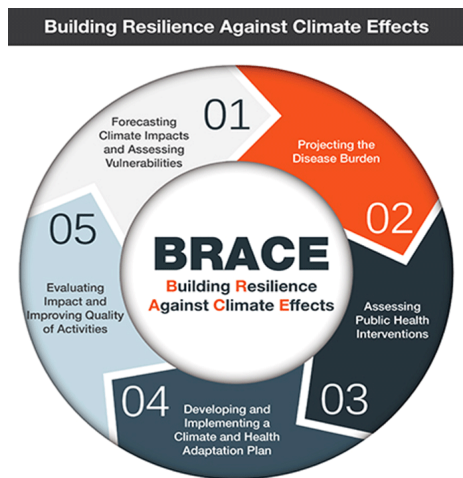 Building Resilience Against Climate Effects
01
Forecasting
Climate Impacts
and Assessing
Vulnerabilities
Projecting the
Disease Burden
02
Assessing
Public Health
Interventions
03
04
Developing and
Implementing a
Climate and Health
Adaptation Plan
05
Evaluating
Impact and
Improving Quality
of Activities
BRACE
Building Resilience
Against Climate Effects